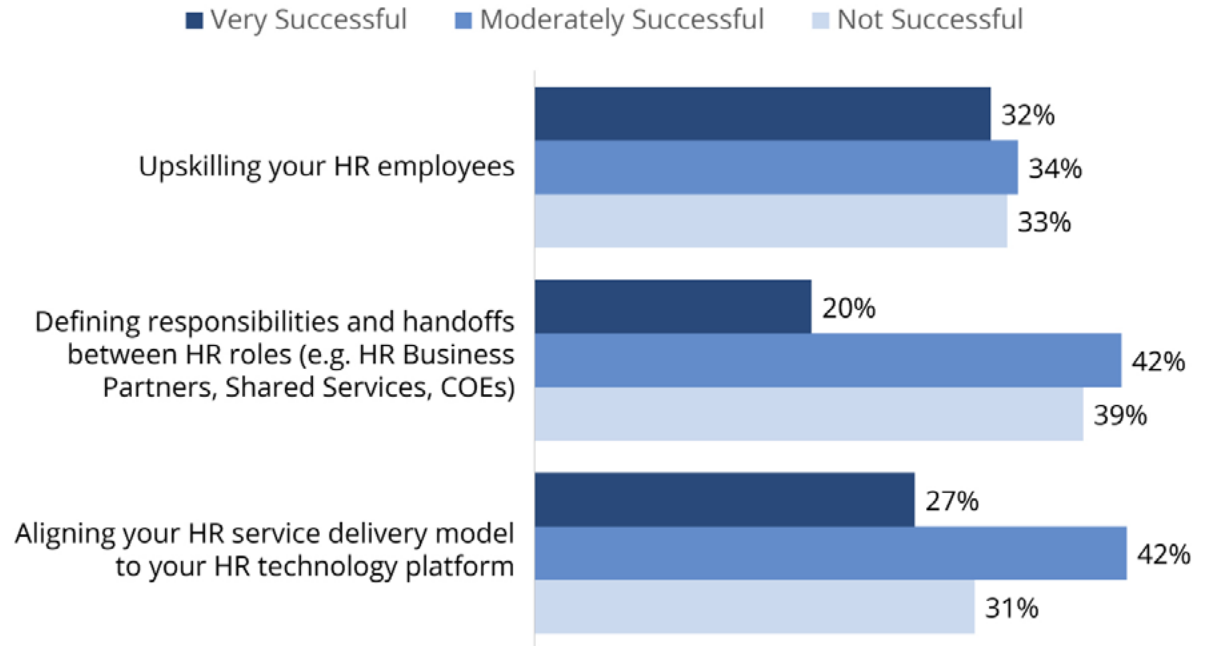 Very Successful Moderately Successful Not Successful
32%
Upskilling your HR employees
34%
33%
20%
Defining responsibilities and handoffs
between HR roles (e.g. HR Business
Partners, Shared Services, COEs)
42%
39%
27%
Aligning your HR service delivery model
to your HR technology platform
42%
31%